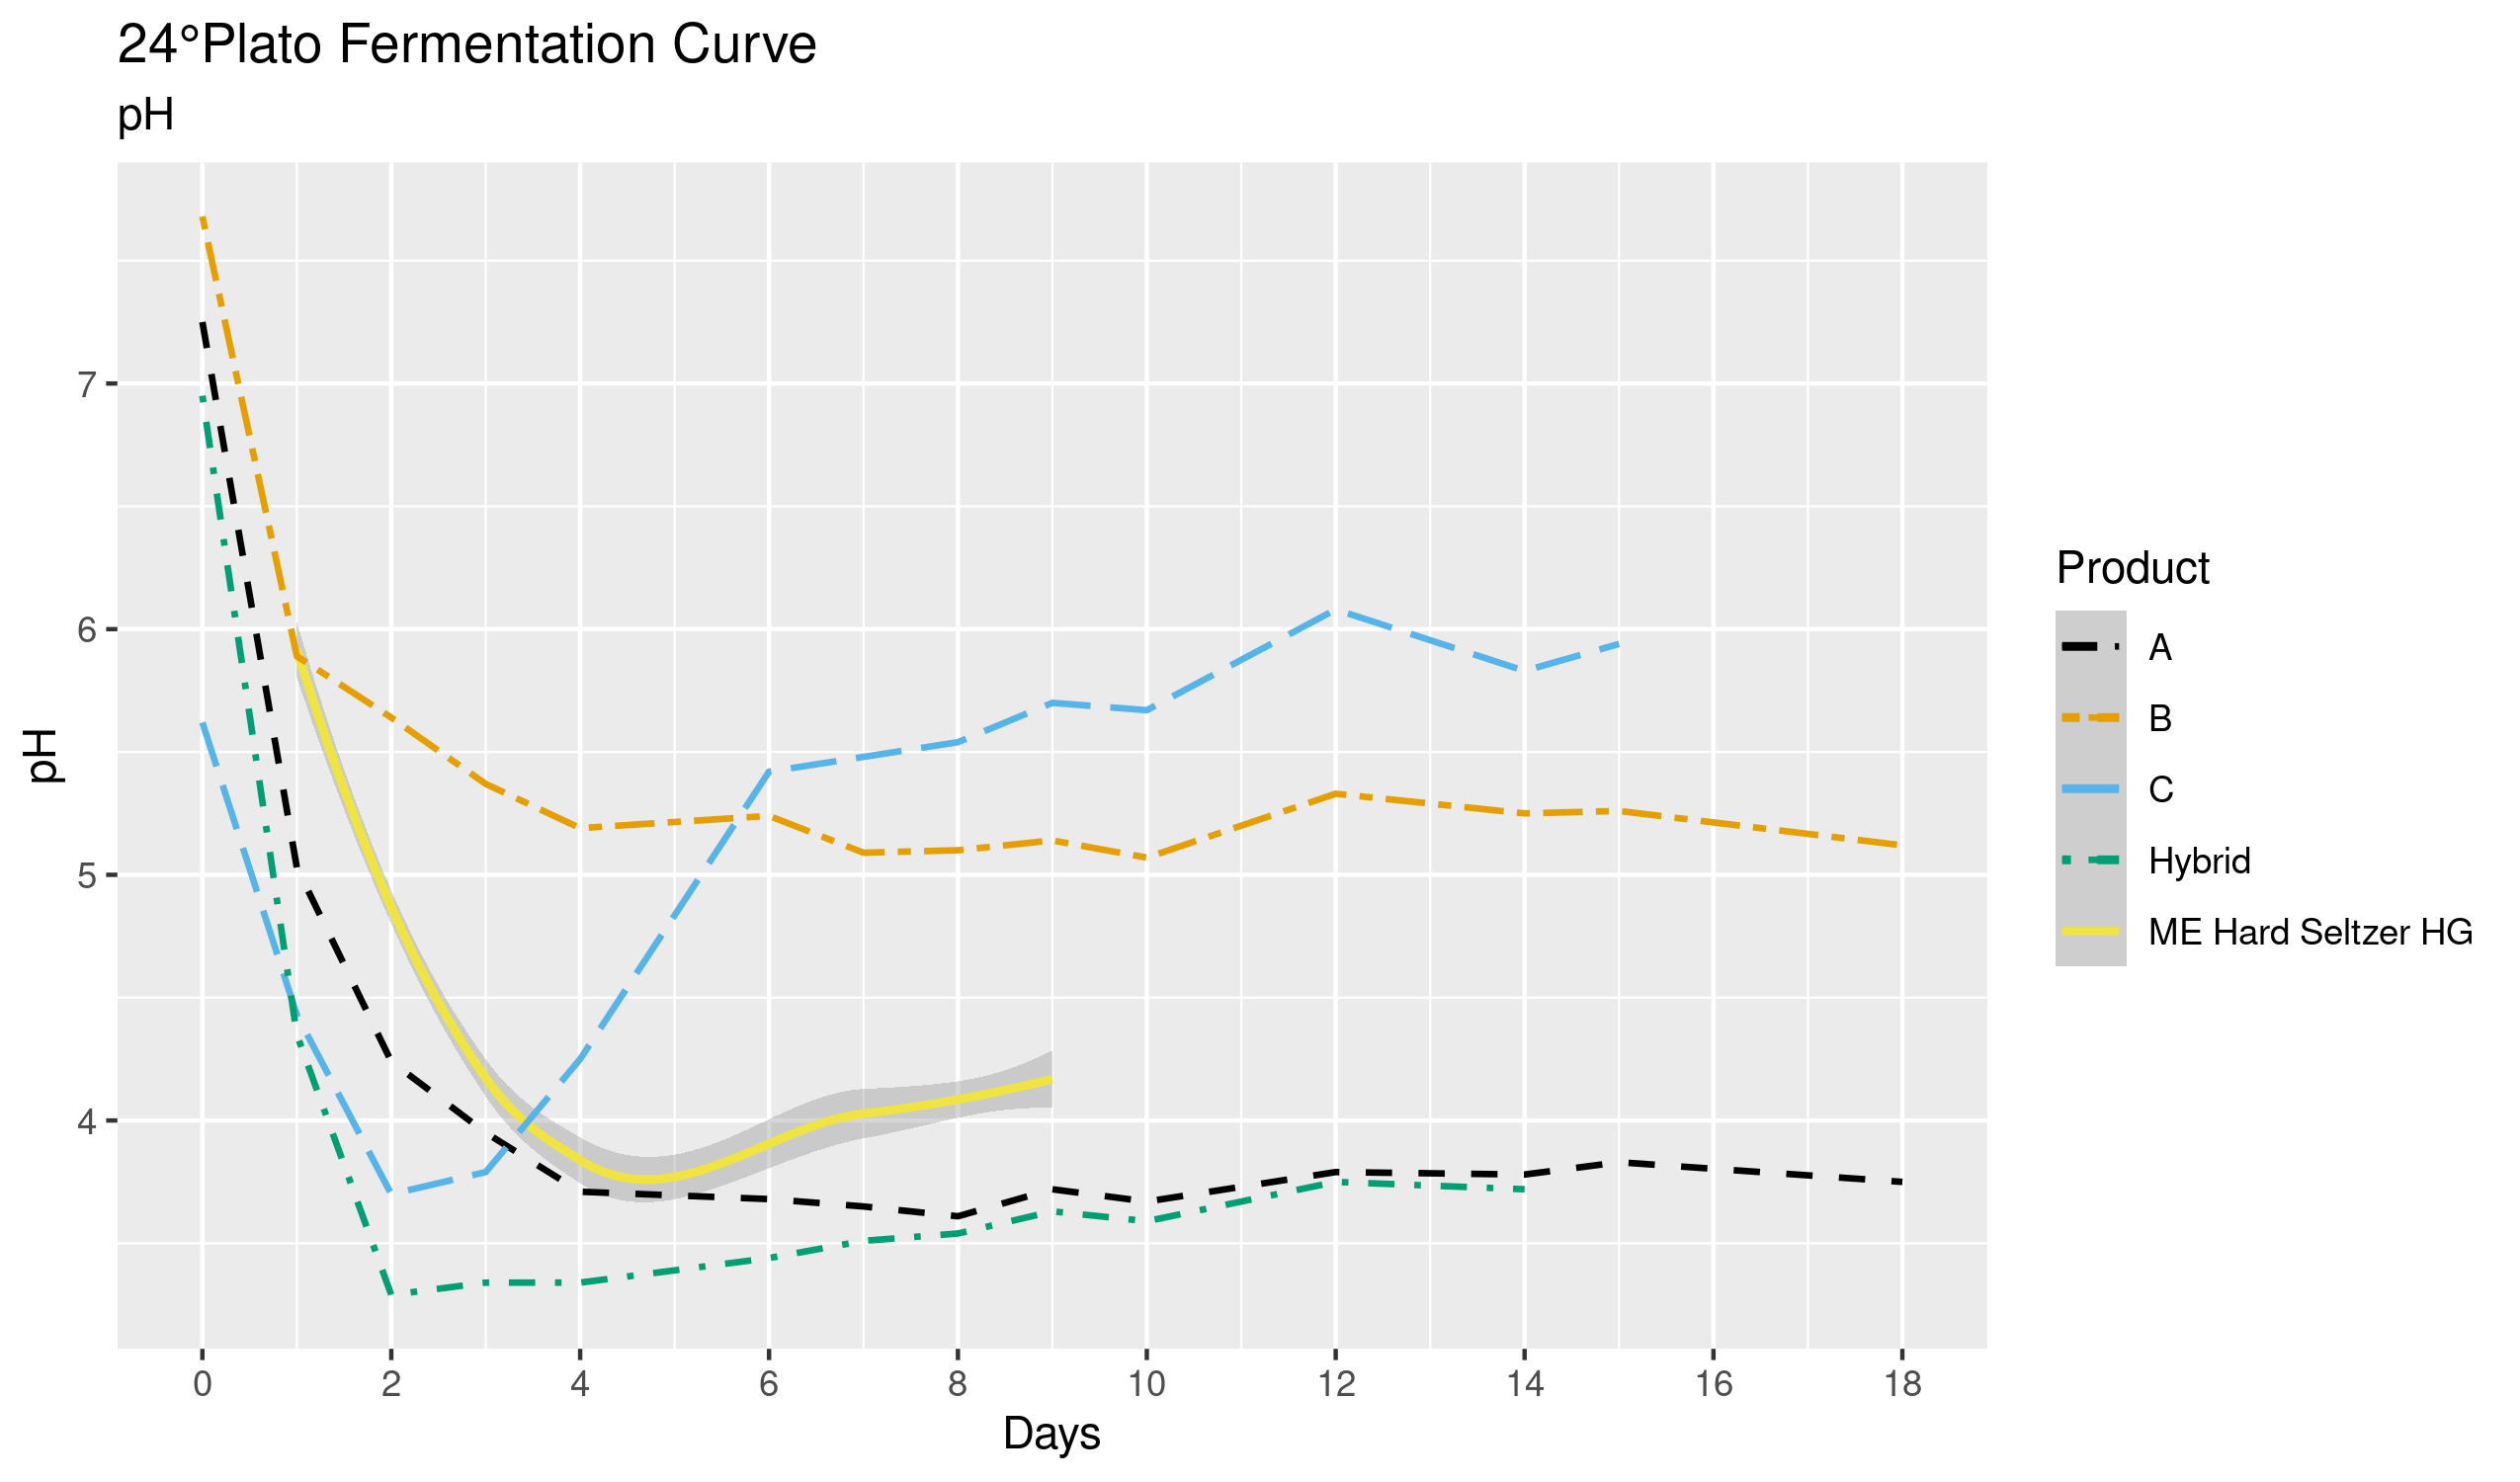 24°Plato Fermentation Curve
pH
pH
7
6
5
4
0 2 4 6 8 10 12 14 16 18
Days
Product
A
B
C
Hybrid
ME Hard Seltzer HG